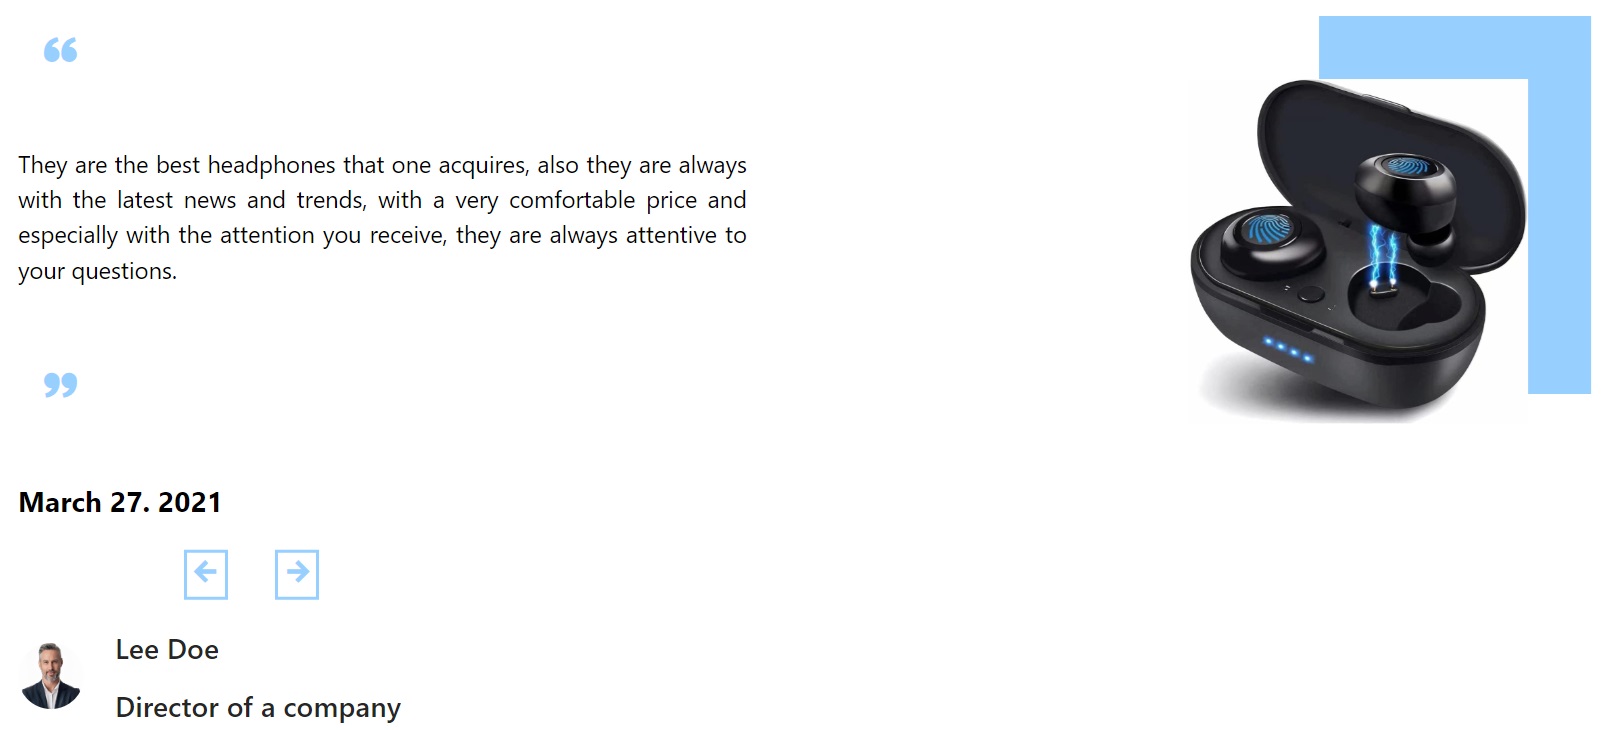 “
They are the best headphones that one acquires, also they are always
with the latest news and trends, with a very comfortable price and
especially with the attention you receive, they are always attentive to
your questions.
”
March 27. 2021
← →
Lee Doe
Director of a company